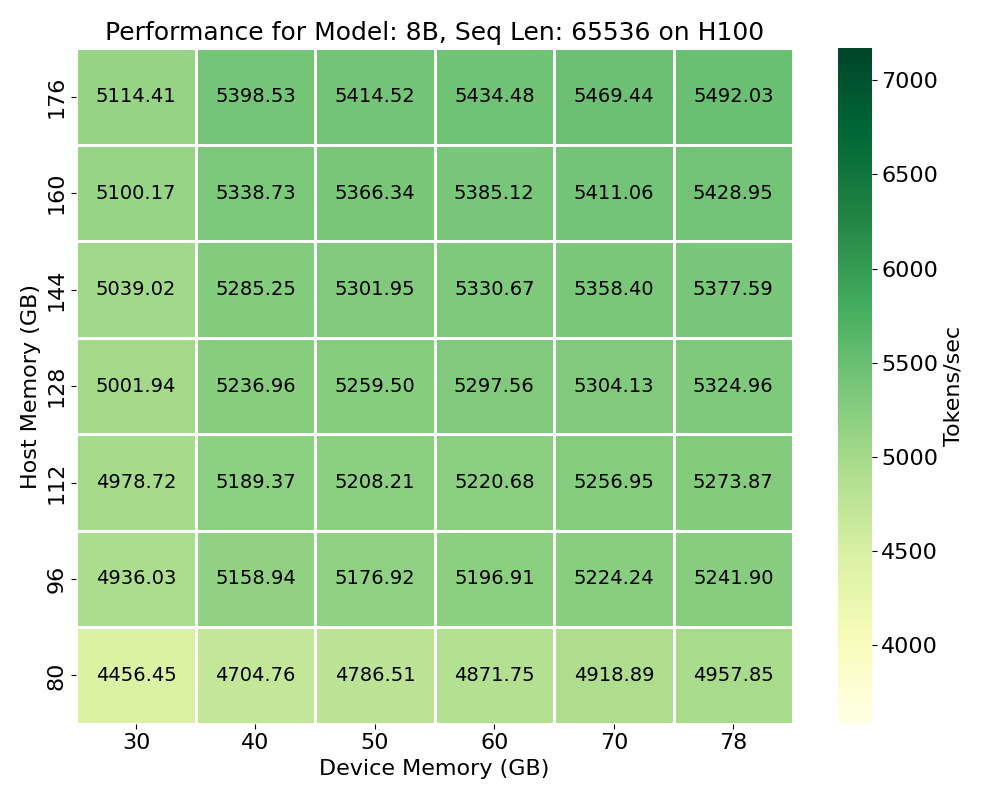 Performance for Model: 8B, Seq Len: 65536 on H100
176 5114.41 5398.53 5414.52 5434.48 5469.44 5492.03
160 5100.17 5338.73 5366.34 5385.12 5411.06 5428.95
144 5039.02 5285.25 5301.95 5330.67 5358.40 5377.59
128 5001.94 5236.96 5259.50 5297.56 5304.13 5324.96
112 4978.72 5189.37 5208.21 5220.68 5256.95 5273.87
96 4936.03 5158.94 5176.92 5196.91 5224.24 5241.90
80 4456.45 4704.76 4786.51 4871.75 4918.89 4957.85
30 40 50 60 70 78
Device Memory (GB)
Host Memory (GB)
7000
6500
6000
5500
5000
4500
4000
Tokens/sec